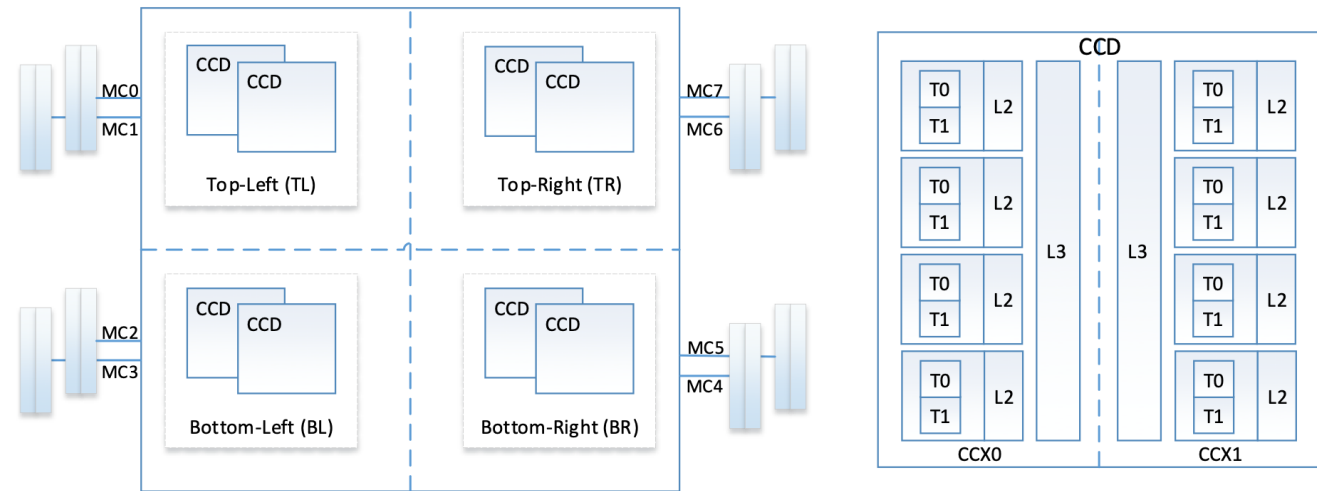 MC0
MC1
CCD
CCD
Top-Left (TL)
CCD
CCD
Top-Right (TR)
MC7
MC6
MC2
MC3
CCD
CCD
Bottom-Left (BL)
CCD
CCD
Bottom-Right (BR)
MC5
MC4
CCD
T0
T1
L2
T0
T1
L2
T0
T1
L2
T0
T1
L2
L3
CCX0
L3
T0
T1
L2
T0
T1
L2
T0
T1
L2
T0
T1
L2
CCX1